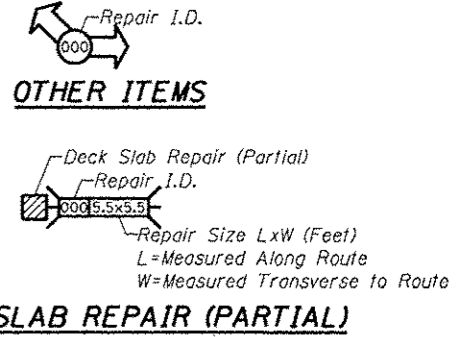 Repair I.D.
000
OTHER ITEMS
Deck Slab Repair (Partial)
Repair I.D.
000 5.5x5.5
Repair Size LxW (Feet)
L=Measured Along Route
W=Measured Transverse to Route
SLAB REPAIR (PARTIAL)